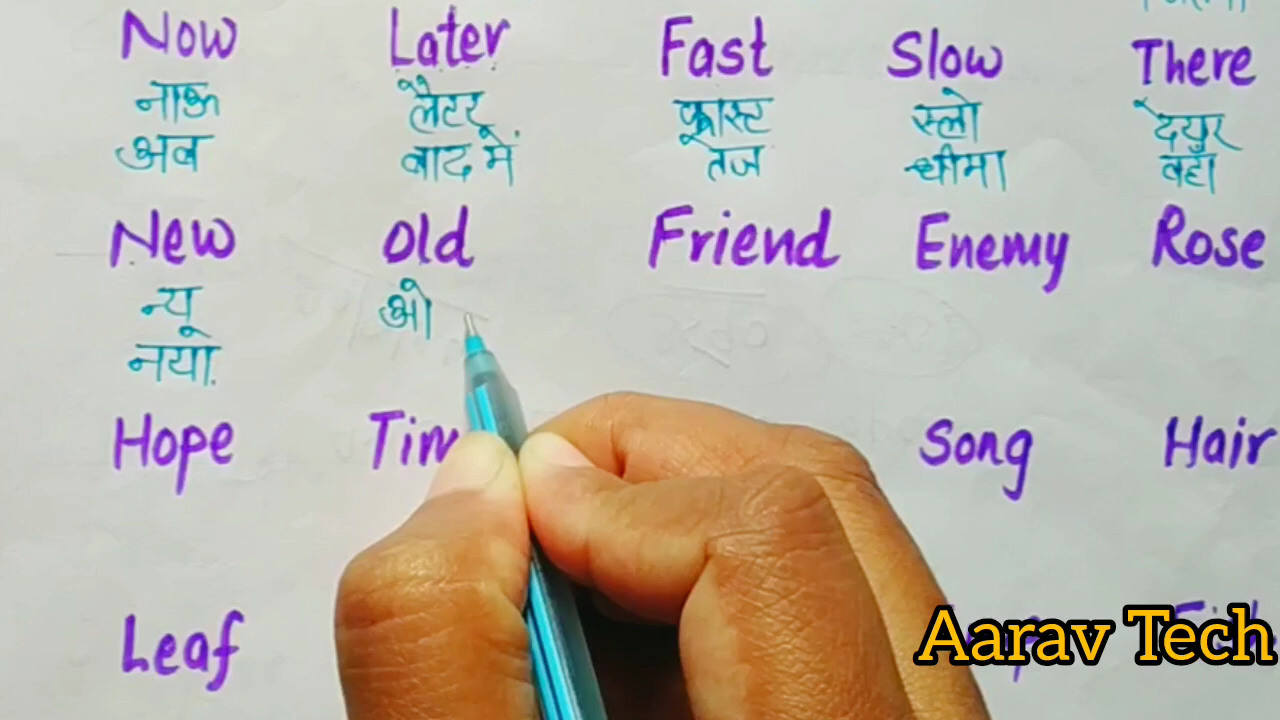 Now Later Fast Slow There
नाऊ लैटर् फ़ास्ट स्लो देयर्
अब बाद में तेज धीमा वहाँ
New Old Friend Enemy Rose
न्यू ओ
नया
Hope Song Hair
Leaf
Aarav Tech